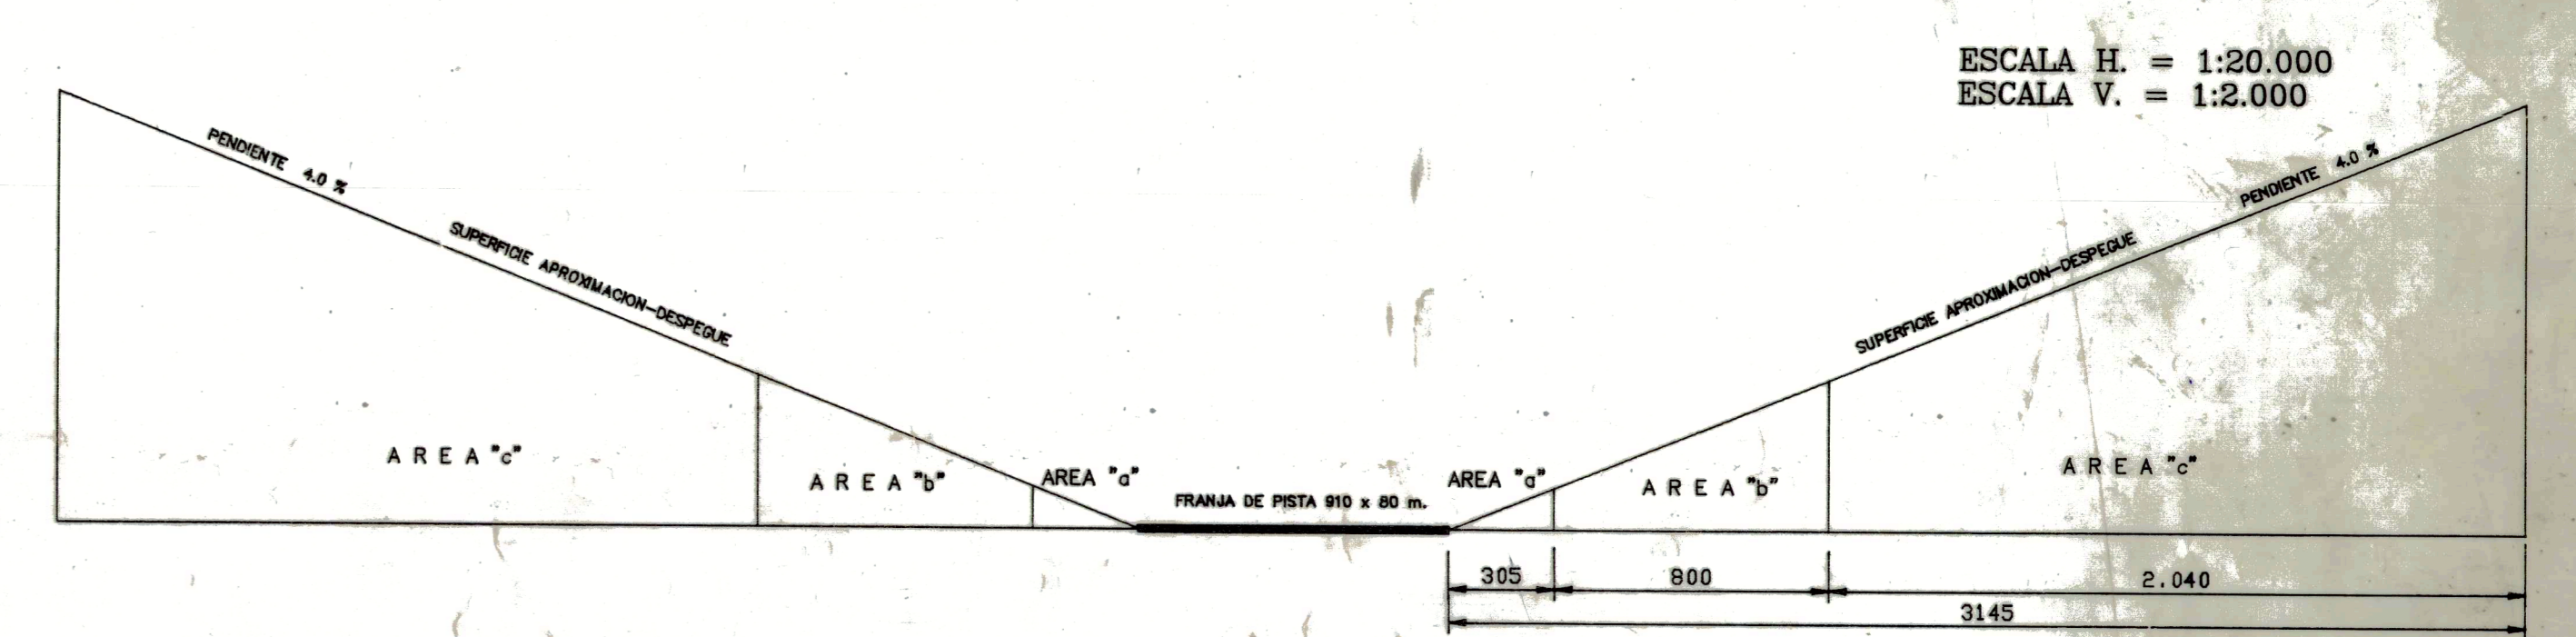 ESCALA H. = 1:20.000
ESCALA V. = 1:2.000
PENDIENTE 4.0 %
SUPERFICIE APROXIMACION-DESPEGUE
PENDIENTE 4.0 %
SUPERFICIE APROXIMACION-DESPEGUE
AREA "c"
AREA "b"
AREA "a"
FRANJA DE PISTA 910 x 80 m.
AREA "a"
AREA "b"
AREA "c"
305
800
2.040
3145